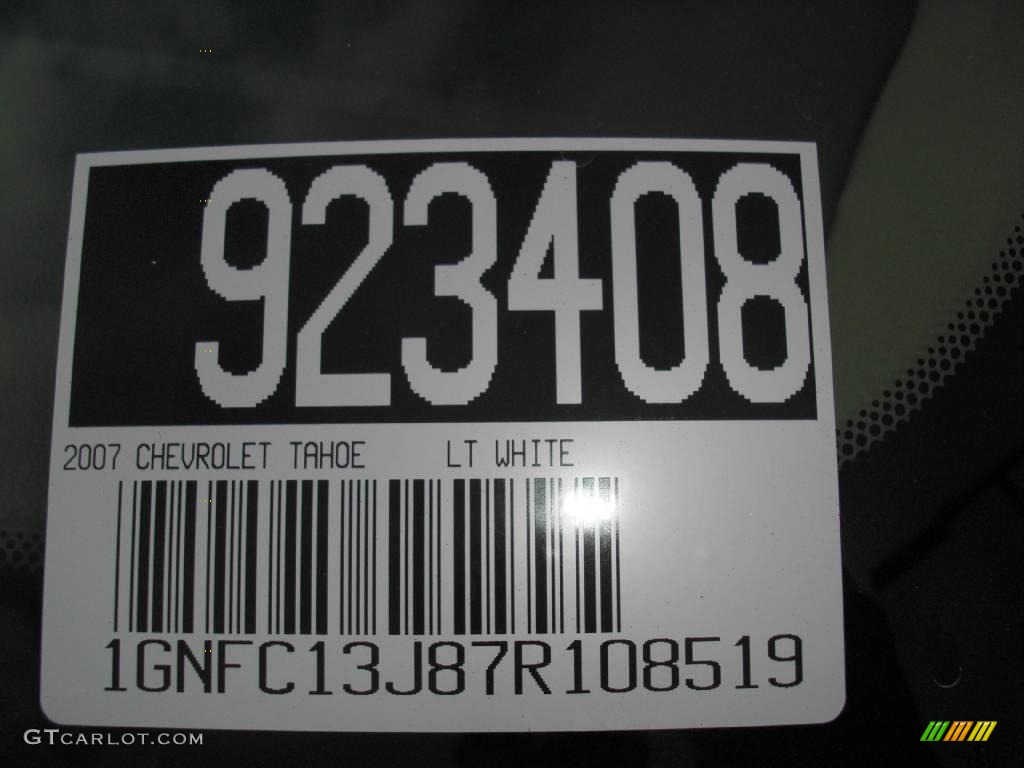 923408
2007 CHEVROLET TAHOE LT WHITE
1GNFC13J87R108519
GTCARLOT.COM